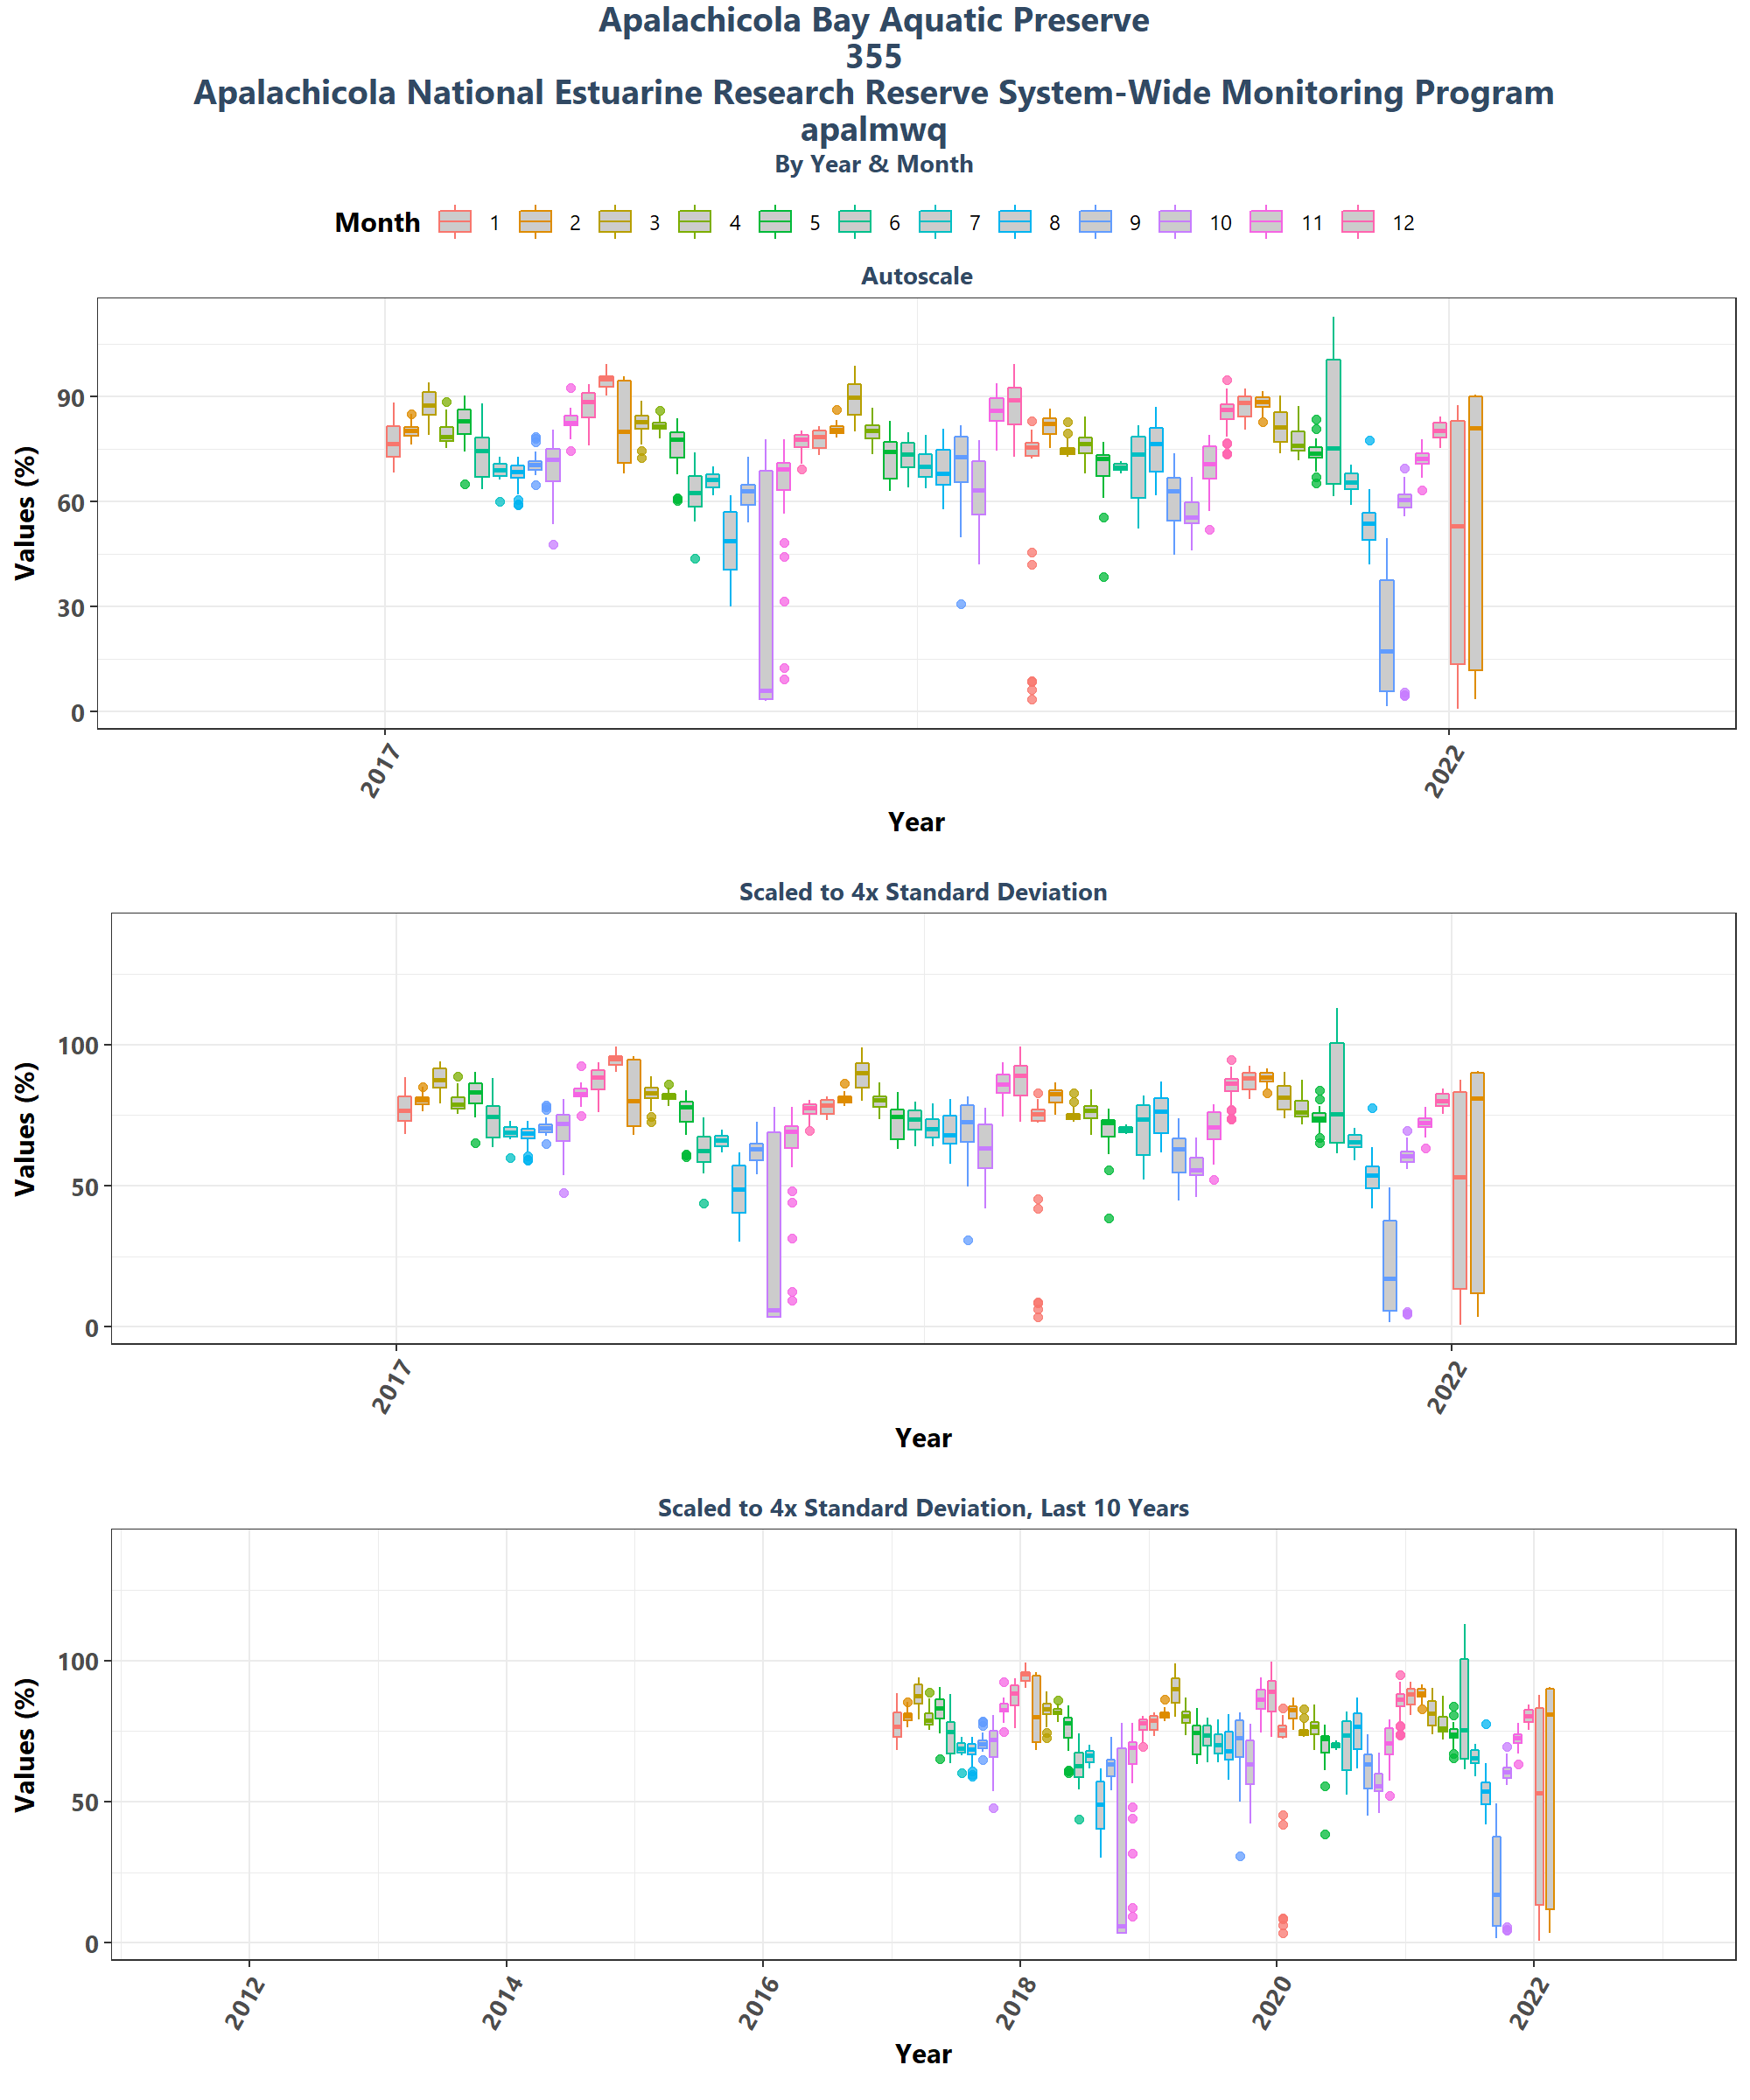 Apalachicola Bay Aquatic Preserve
355
Apalachicola National Estuarine Research Reserve System-Wide Monitoring Program
apalmwq
By Year & Month
Month 1 2 3 4 5 6 7 8 9 10 11 12
Autoscale
Values (%)
90
60
30
0
2017 2022
Year
Scaled to 4x Standard Deviation
Values (%)
100
50
0
2017 2022
Year
Scaled to 4x Standard Deviation, Last 10 Years
Values (%)
100
50
0
2012 2014 2016 2018 2020 2022
Year